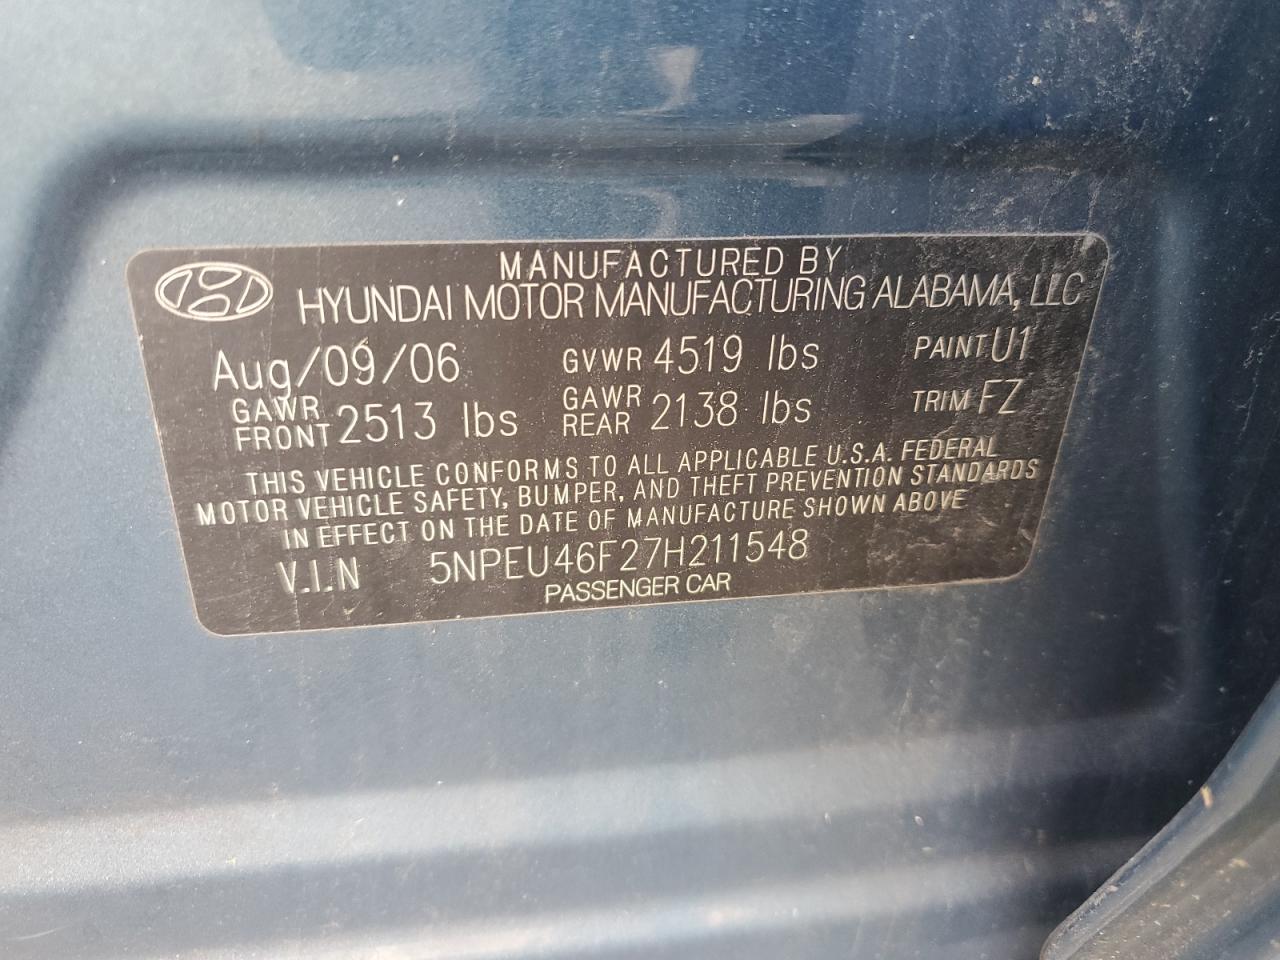 MANUFACTURED BY
HYUNDAI MOTOR MANUFACTURING ALABAMA, LLC
Aug/09/06 GVWR 4519 lbs PAINT U1
GAWR FRONT 2513 lbs GAWR REAR 2138 lbs TRIM FZ
THIS VEHICLE CONFORMS TO ALL APPLICABLE U.S.A. FEDERAL
MOTOR VEHICLE SAFETY, BUMPER, AND THEFT PREVENTION STANDARDS
IN EFFECT ON THE DATE OF MANUFACTURE SHOWN ABOVE
V.I.N 5NPEU46F27H211548
PASSENGER CAR